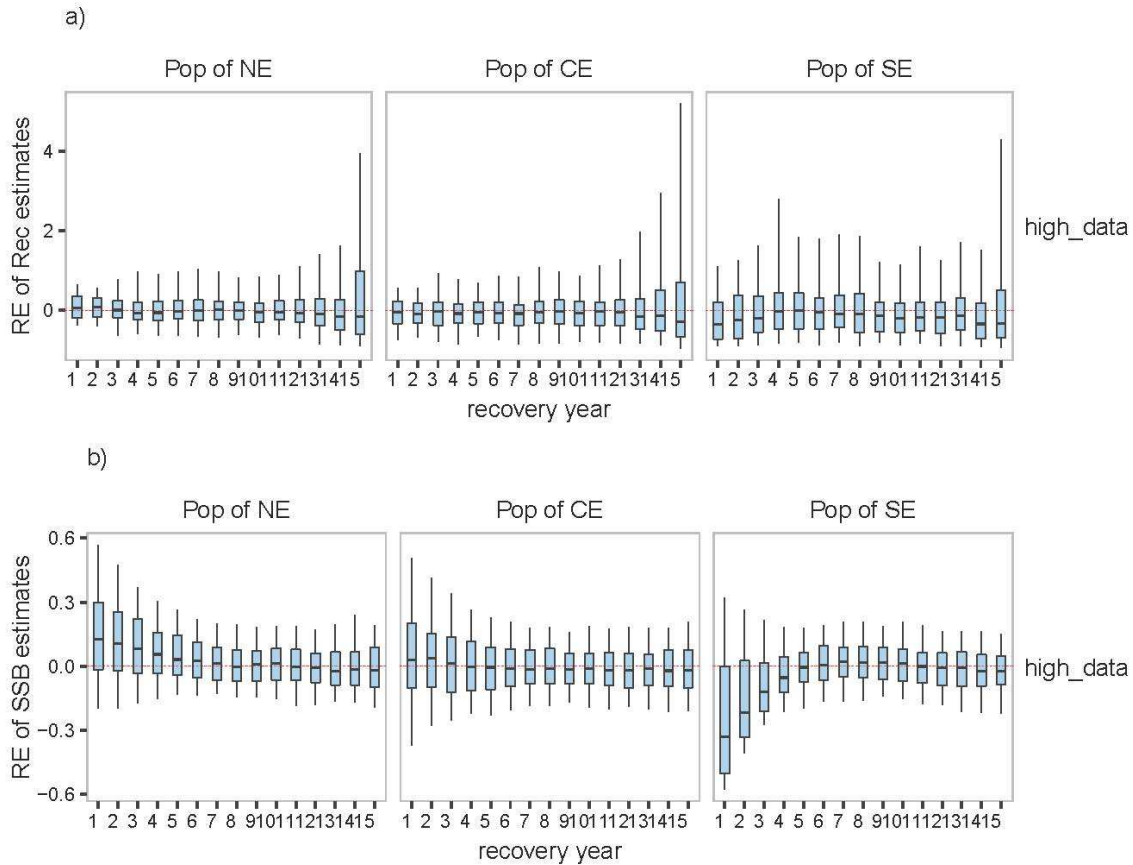 a)
Pop of NE Pop of CE Pop of SE
RE of Rec estimates
4
2
0
high_data
1 2 3 4 5 6 7 8 9101112131415 1 2 3 4 5 6 7 8 9101112131415 1 2 3 4 5 6 7 8 9101112131415
recovery year
b)
Pop of NE Pop of CE Pop of SE
RE of SSB estimates
0.6
0.3
0.0
−0.3
−0.6
high_data
1 2 3 4 5 6 7 8 9101112131415 1 2 3 4 5 6 7 8 9101112131415 1 2 3 4 5 6 7 8 9101112131415
recovery year